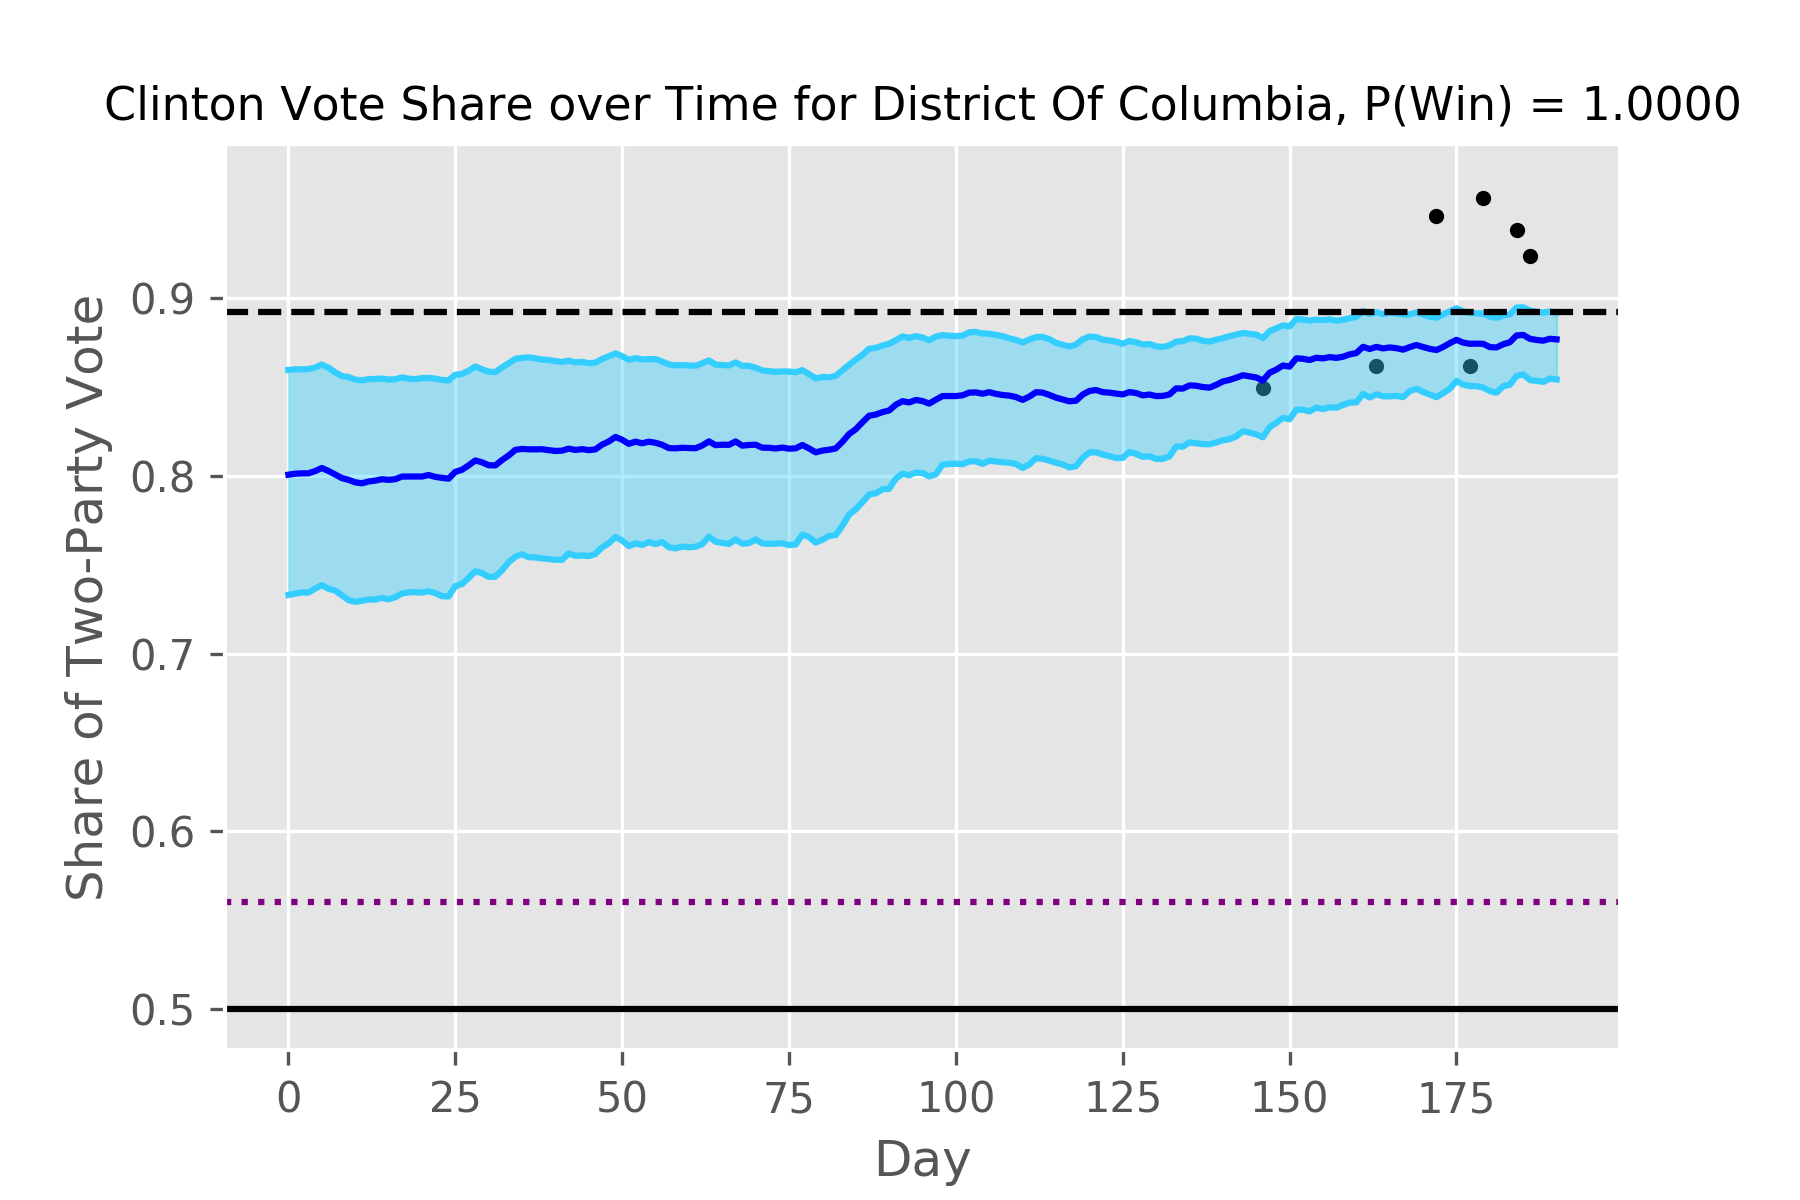 Clinton Vote Share over Time for District Of Columbia, P(Win) = 1.0000
Share of Two-Party Vote
0.9
0.8
0.7
0.6
0.5
0 25 50 75 100 125 150 175
Day